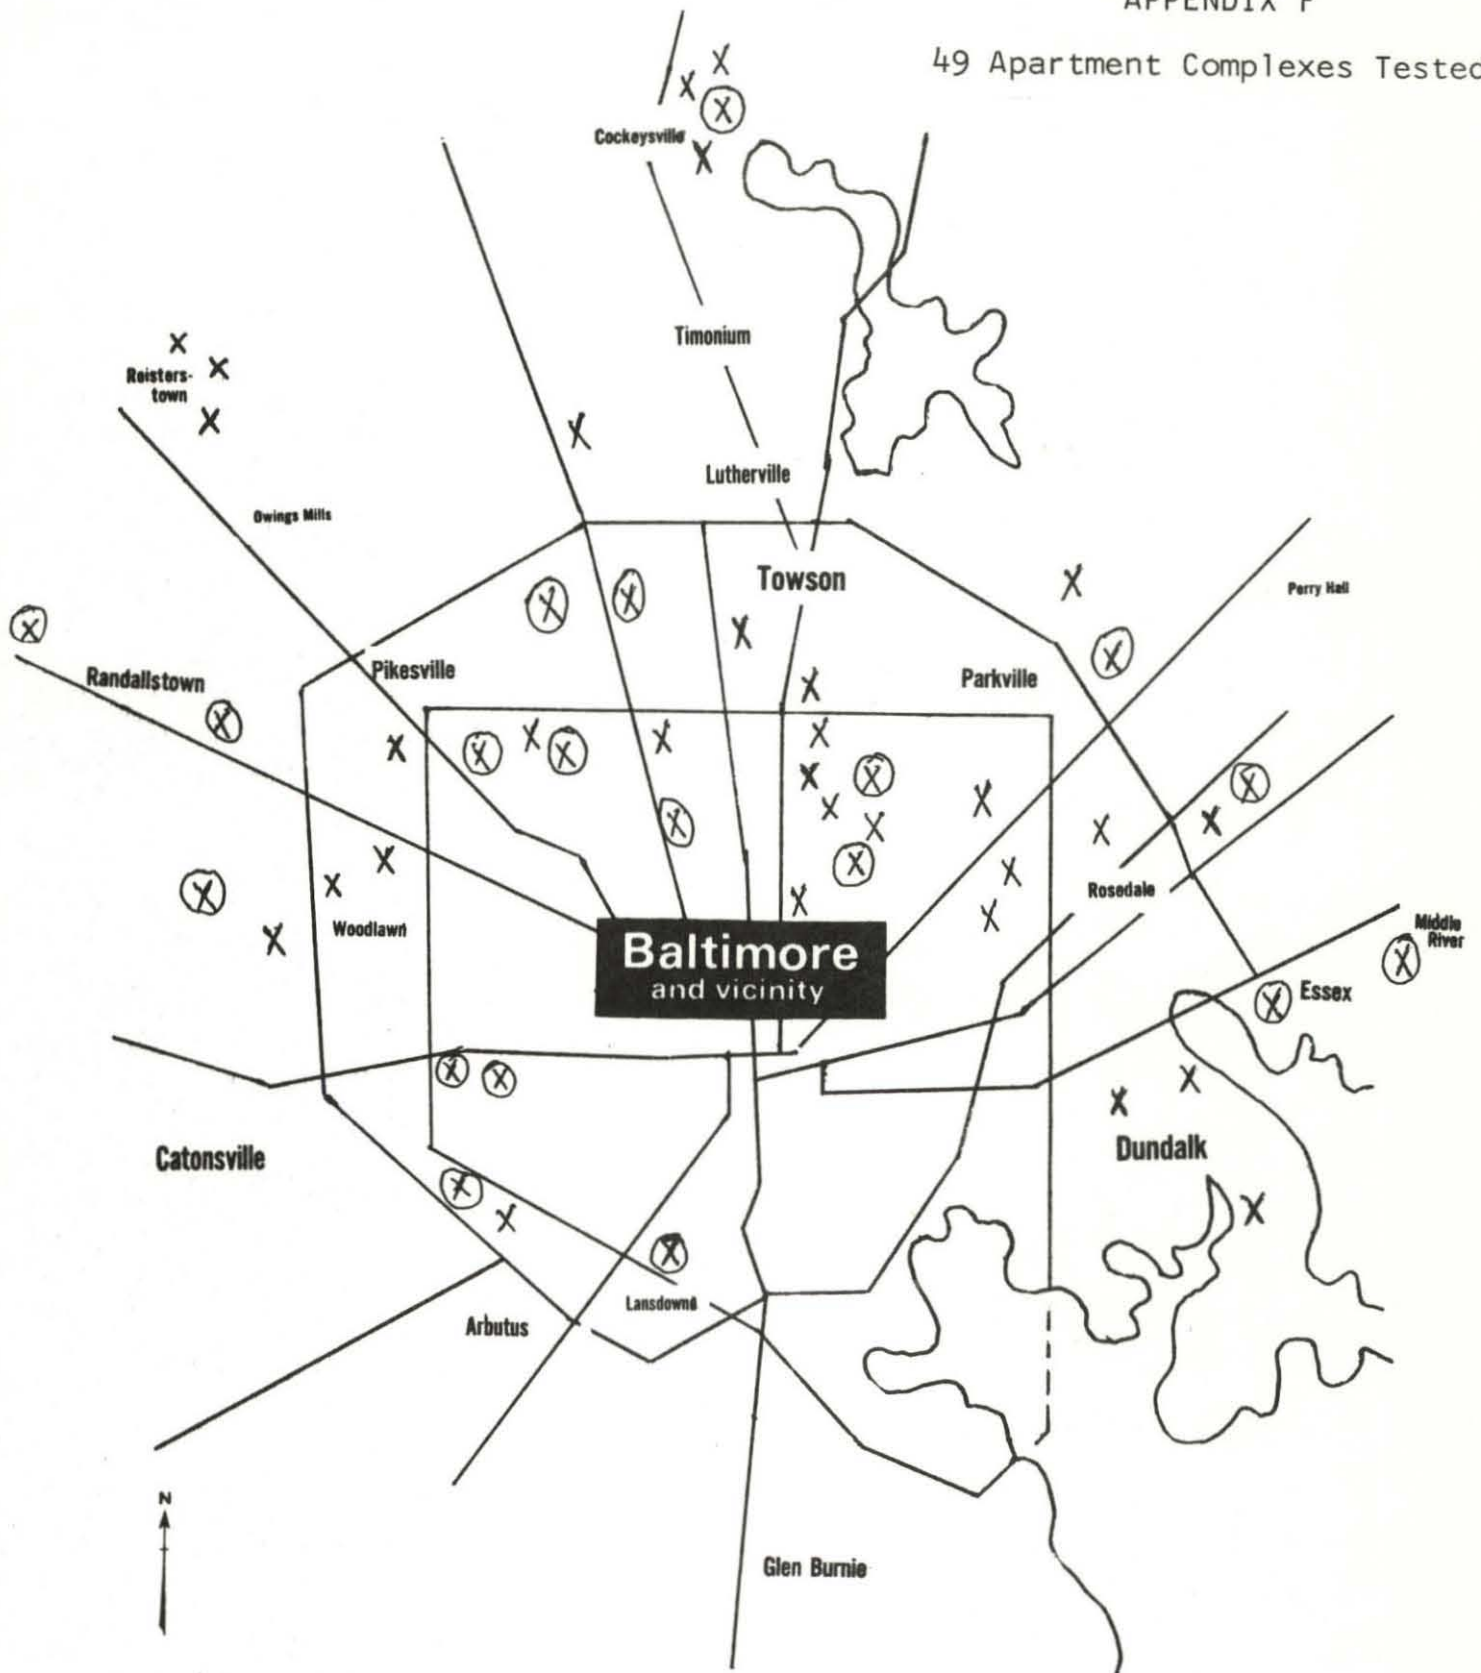 APPENDIX F
49 Apartment Complexes Tested
Cockeysville
Timonium
Reisters-
town
Lutherville
Owings Mills
Towson
Perry Hall
Randallstown
Pikesville
Parkville
Rosedale
Woodlawn
Baltimore
and vicinity
Middle
River
Essex
Catonsville
Dundalk
Lansdowne
Arbutus
N
Glen Burnie